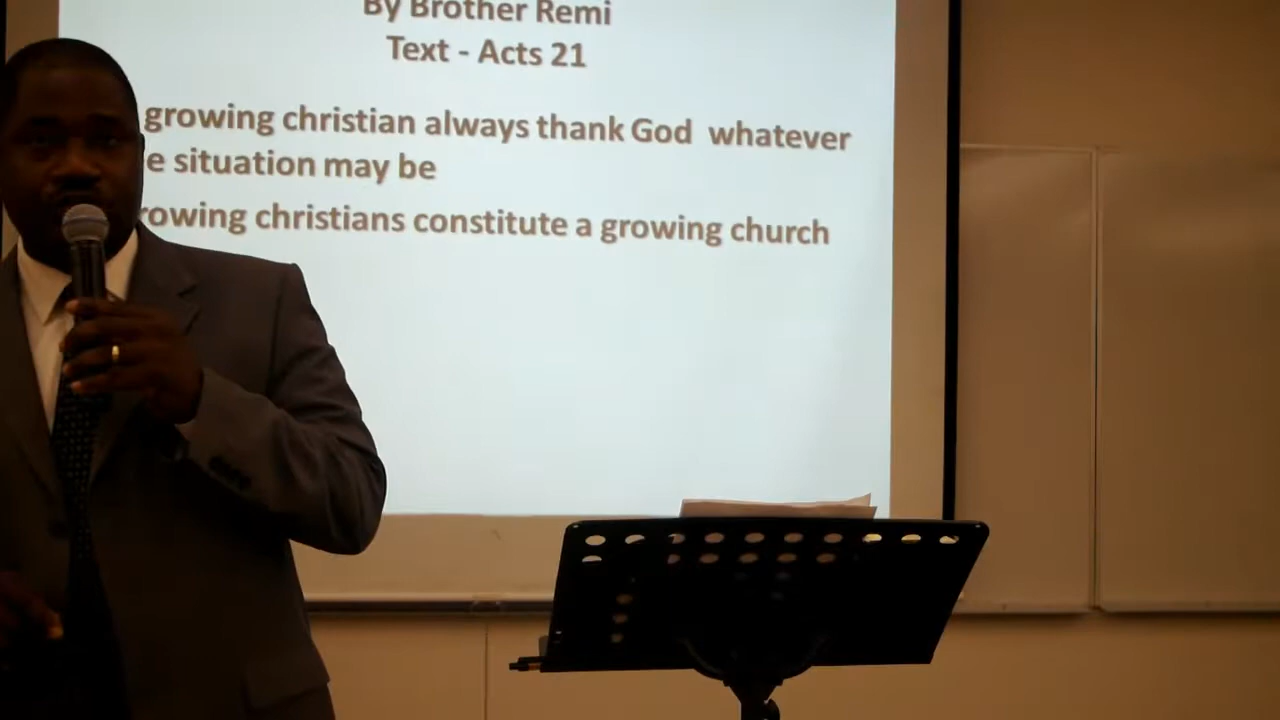 By Brother Remi
Text - Acts 21
growing christian always thank God whatever
e situation may be
rowing christians constitute a growing church